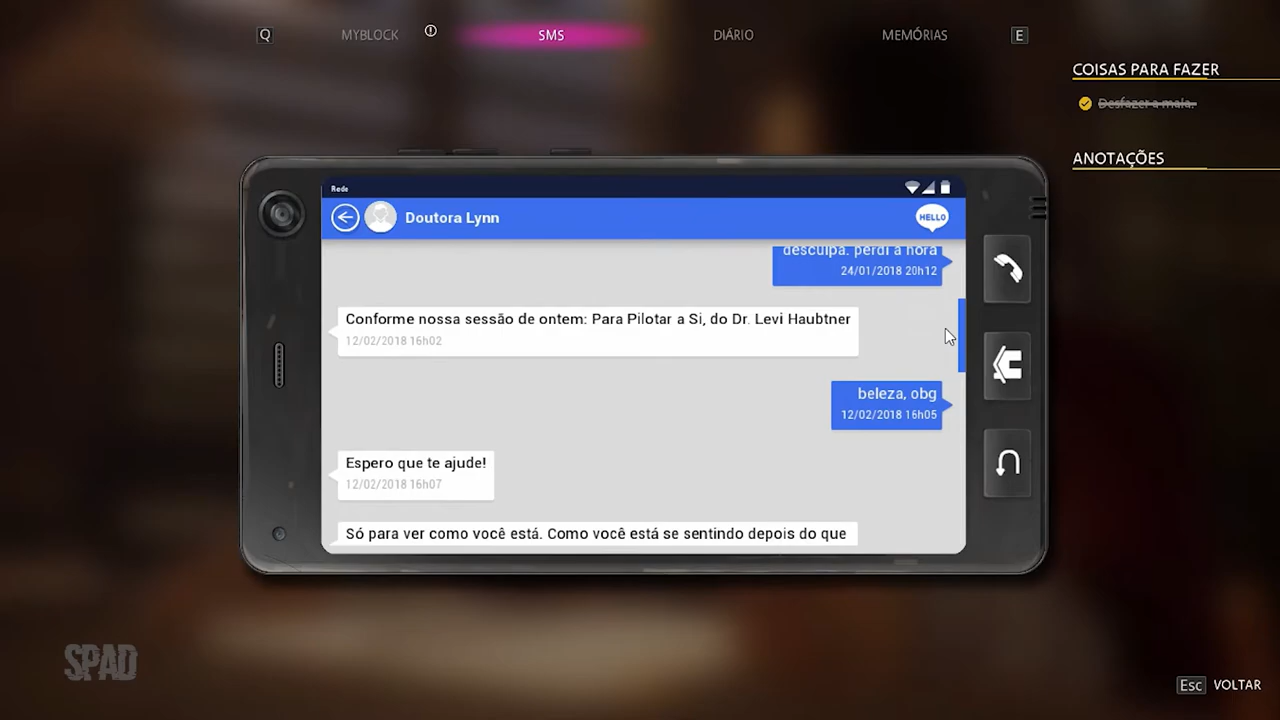 Q
MYBLOCK
SMS
DIÁRIO
MEMÓRIAS
E
COISAS PARA FAZER
Desfazer a mala.
ANOTAÇÕES
Rede
Doutora Lynn
HELLO
desculpa. perdi a hora
24/01/2018 20h12
Conforme nossa sessão de ontem: Para Pilotar a Si, do Dr. Levi Haubtner
12/02/2018 16h02
beleza, obg
12/02/2018 16h05
Espero que te ajude!
12/02/2018 16h07
Só para ver como você está. Como você está se sentindo depois do que
SPAD
Esc VOLTAR